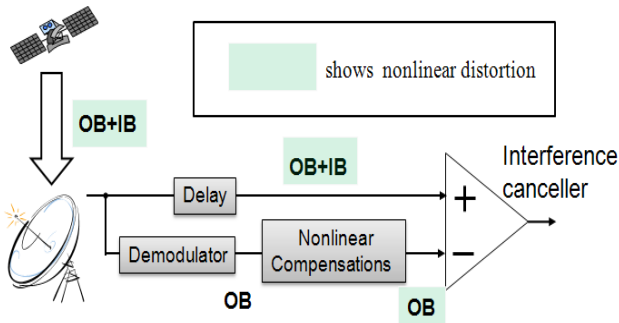 shows nonlinear distortion
OB+IB
OB+IB
Interference
canceller
Delay
+
Demodulator
Nonlinear
Compensations
−
OB
OB